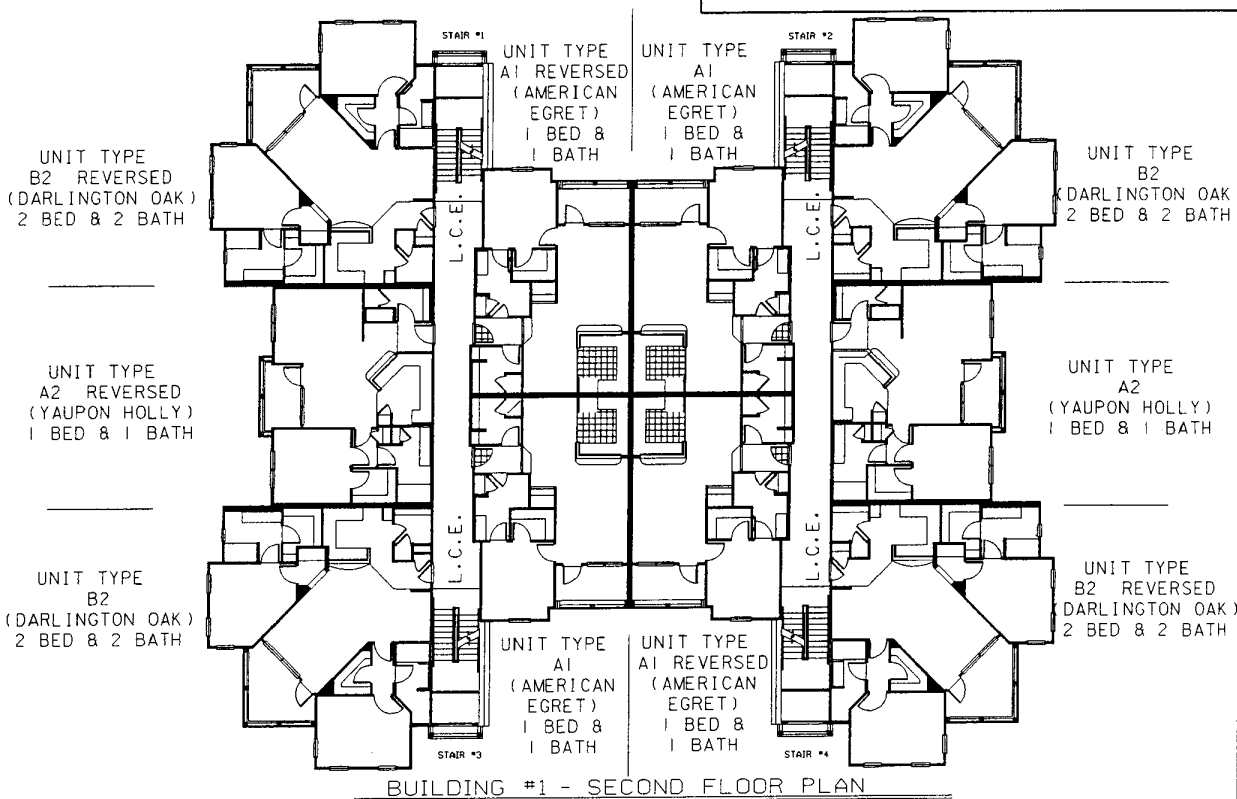 STAIR #1
UNIT TYPE
A1 REVERSED
(AMERICAN
EGRET)
1 BED &
1 BATH
UNIT TYPE
A1
(AMERICAN
EGRET)
1 BED &
1 BATH
STAIR #2
UNIT TYPE
B2 REVERSED
(DARLINGTON OAK)
2 BED & 2 BATH
L.C.E.
L.C.E.
UNIT TYPE
B2
(DARLINGTON OAK
2 BED & 2 BATH
UNIT TYPE
A2 REVERSED
(YAUPON HOLLY)
1 BED & 1 BATH
UNIT TYPE
A2
(YAUPON HOLLY)
1 BED & 1 BATH
UNIT TYPE
B2
(DARLINGTON OAK)
2 BED & 2 BATH
L.C.E.
L.C.E.
UNIT TYPE
B2 REVERSED
(DARLINGTON OAK)
2 BED & 2 BATH
STAIR #3
UNIT TYPE
A1
(AMERICAN
EGRET)
1 BED &
1 BATH
UNIT TYPE
A1 REVERSED
(AMERICAN
EGRET)
1 BED &
1 BATH
STAIR #4
BUILDING #1 - SECOND FLOOR PLAN